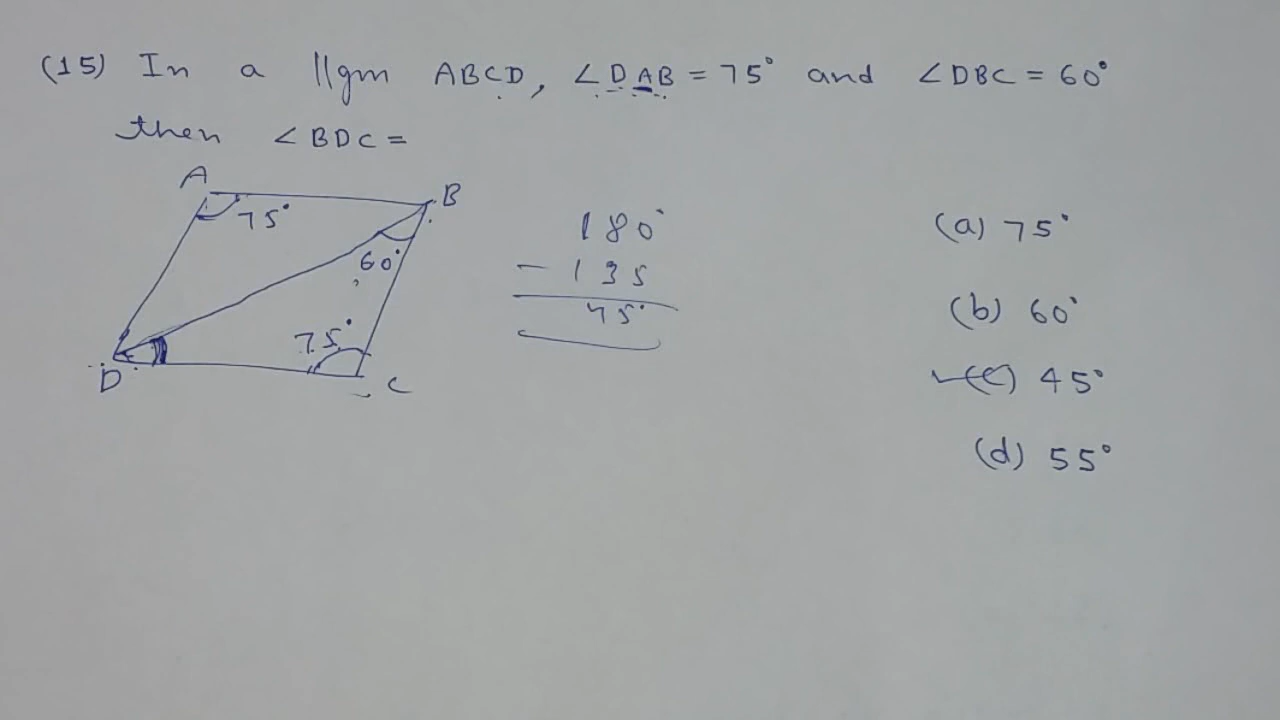 (15) In a ||gm ABCD, ∠DAB = 75° and ∠DBC = 60°
then ∠BDC =
A
B
75°
60°
75°
D
C
180°
- 135
45°
(a) 75°
(b) 60°
(c) 45°
(d) 55°